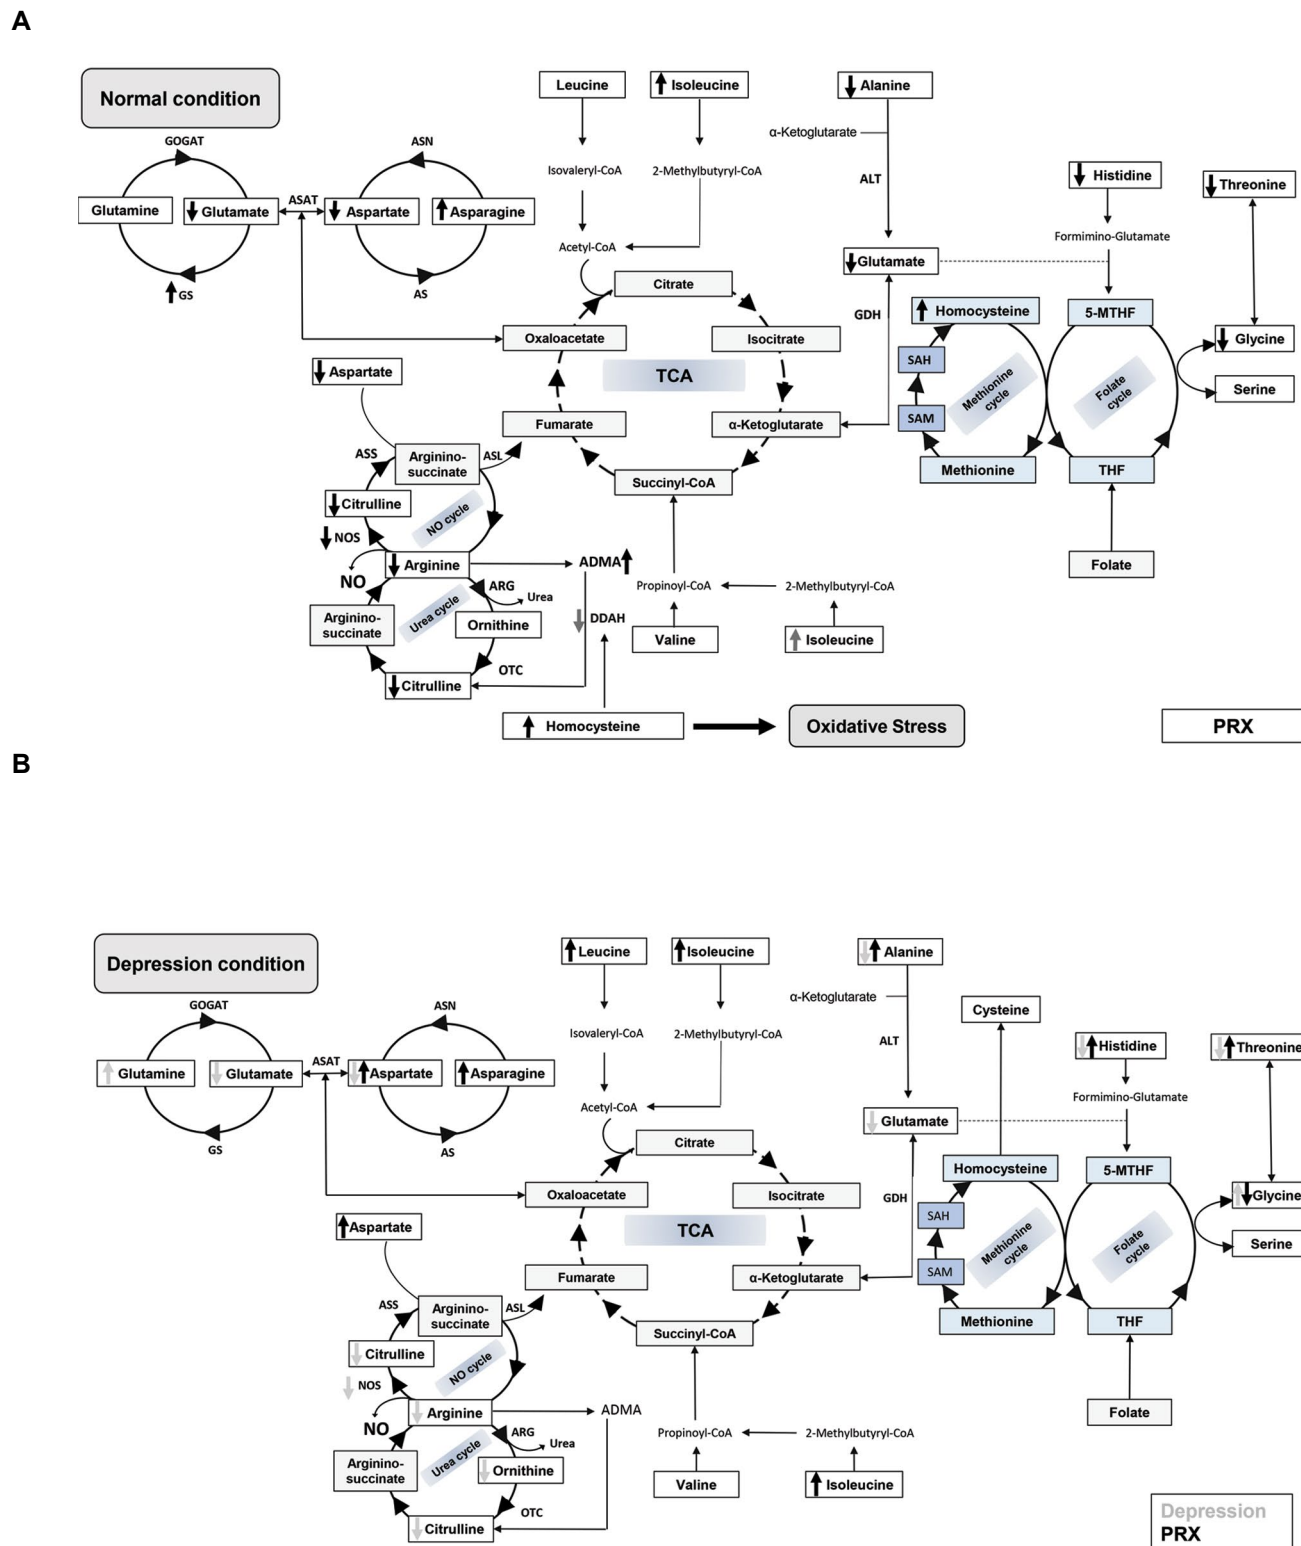 A
Normal condition
Leucine
Isoleucine
Alanine
GOGAT
ASN
Isovaleryl-CoA
2-Methylbutyryl-CoA
α-Ketoglutarate
ALT
Histidine
Threonine
Glutamine
Glutamate
ASAT
Aspartate
Asparagine
Acetyl-CoA
Formimino-Glutamate
Glutamate
GS
AS
Citrate
GDH
Homocysteine
5-MTHF
Glycine
Oxaloacetate
Isocitrate
SAH
Methionine
cycle
Folate
cycle
Serine
Aspartate
TCA
SAM
Fumarate
α-Ketoglutarate
ASS
Arginino-
succinate
ASL
Methionine
THF
Succinyl-CoA
Citrulline
NO cycle
NOS
Arginine
ADMA
Folate
NO
ARG
Urea
Propinoyl-CoA
2-Methylbutyryl-CoA
Arginino-
succinate
Urea cycle
Ornithine
DDAH
Valine
Isoleucine
OTC
Citrulline
Homocysteine
Oxidative Stress
PRX
B
Depression condition
Leucine
Isoleucine
Alanine
GOGAT
ASN
α-Ketoglutarate
Cysteine
Isovaleryl-CoA
2-Methylbutyryl-CoA
ALT
Histidine
Threonine
Glutamine
Glutamate
ASAT
Aspartate
Asparagine
Formimino-Glutamate
Acetyl-CoA
Glutamate
GS
AS
Citrate
Homocysteine
5-MTHF
GDH
Oxaloacetate
Isocitrate
Glycine
SAH
Methionine
cycle
Folate
cycle
Aspartate
TCA
Serine
SAM
Fumarate
α-Ketoglutarate
ASS
Arginino-
succinate
ASL
Methionine
THF
Succinyl-CoA
Citrulline
NO cycle
NOS
Arginine
ADMA
Folate
NO
ARG
Urea
Propinoyl-CoA
2-Methylbutyryl-CoA
Arginino-
succinate
Urea cycle
Ornithine
Valine
Isoleucine
OTC
Citrulline
Depression
PRX